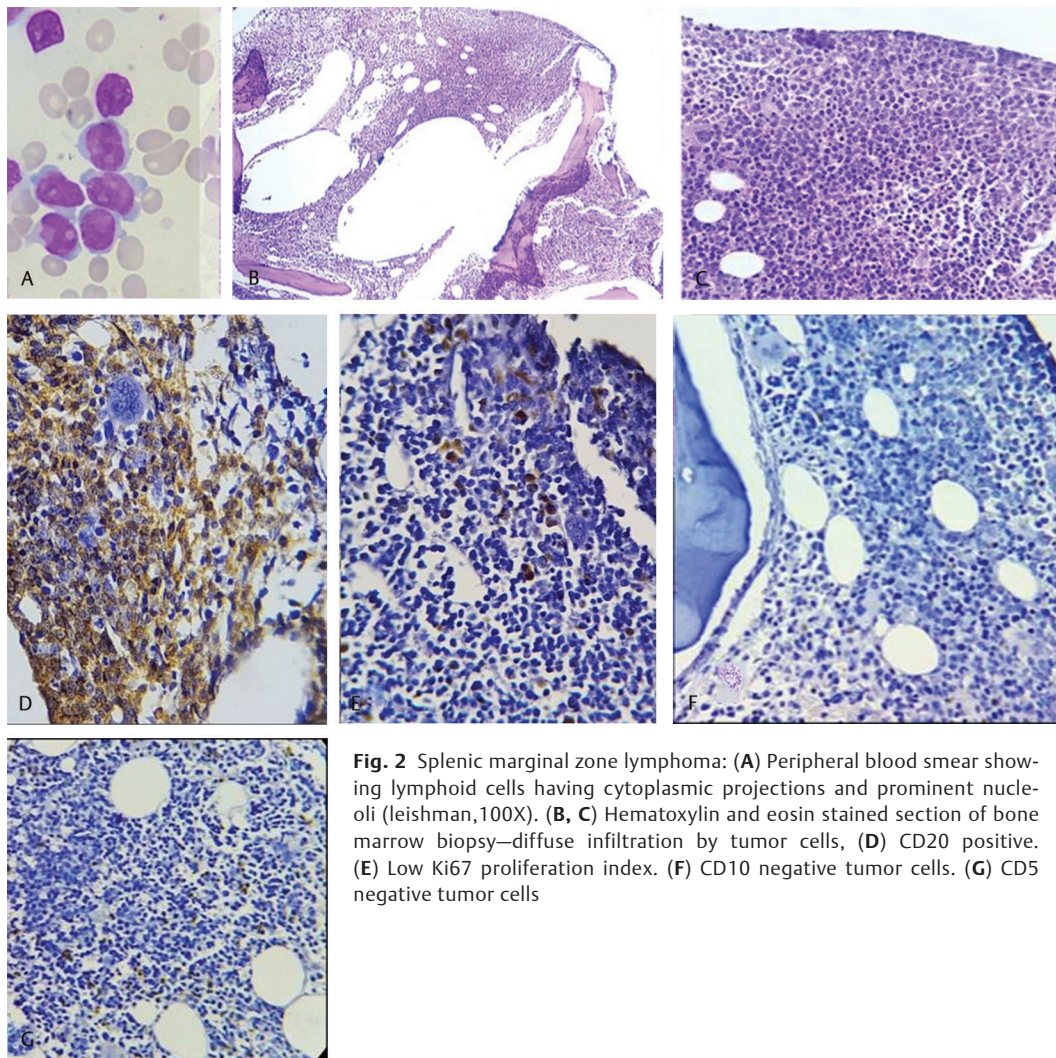 A
B
C
D
E
F
G
Fig. 2 Splenic marginal zone lymphoma: (A) Peripheral blood smear show-
ing lymphoid cells having cytoplasmic projections and prominent nucle-
oli (leishman,100X). (B, C) Hematoxylin and eosin stained section of bone
marrow biopsy—diffuse infiltration by tumor cells, (D) CD20 positive.
(E) Low Ki67 proliferation index. (F) CD10 negative tumor cells. (G) CD5
negative tumor cells